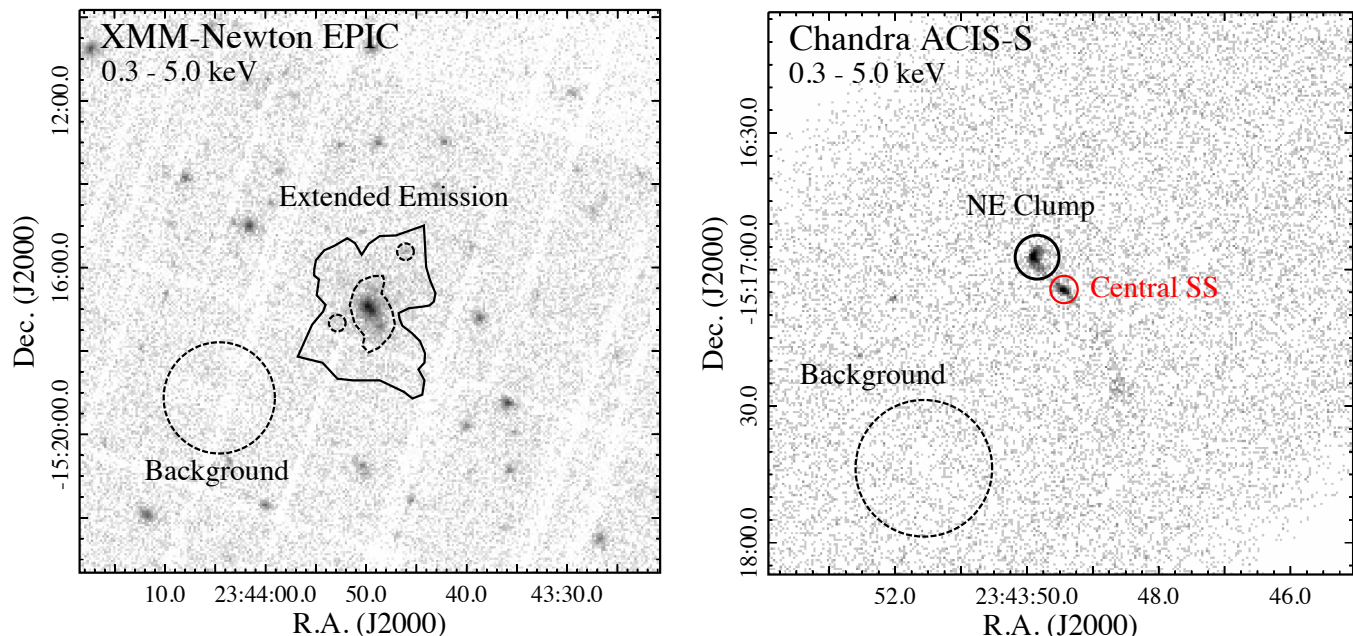 XMM-Newton EPIC
0.3 - 5.0 keV
Extended Emission
Background
12:00.0
16:00.0
-15:20:00.0
Dec. (J2000)
10.0
23:44:00.0
50.0
40.0
43:30.0
R.A. (J2000)
Chandra ACIS-S
0.3 - 5.0 keV
NE Clump
Central SS
Background
16:30.0
-15:17:00.0
30.0
18:00.0
Dec. (J2000)
52.0
23:43:50.0
48.0
46.0
R.A. (J2000)